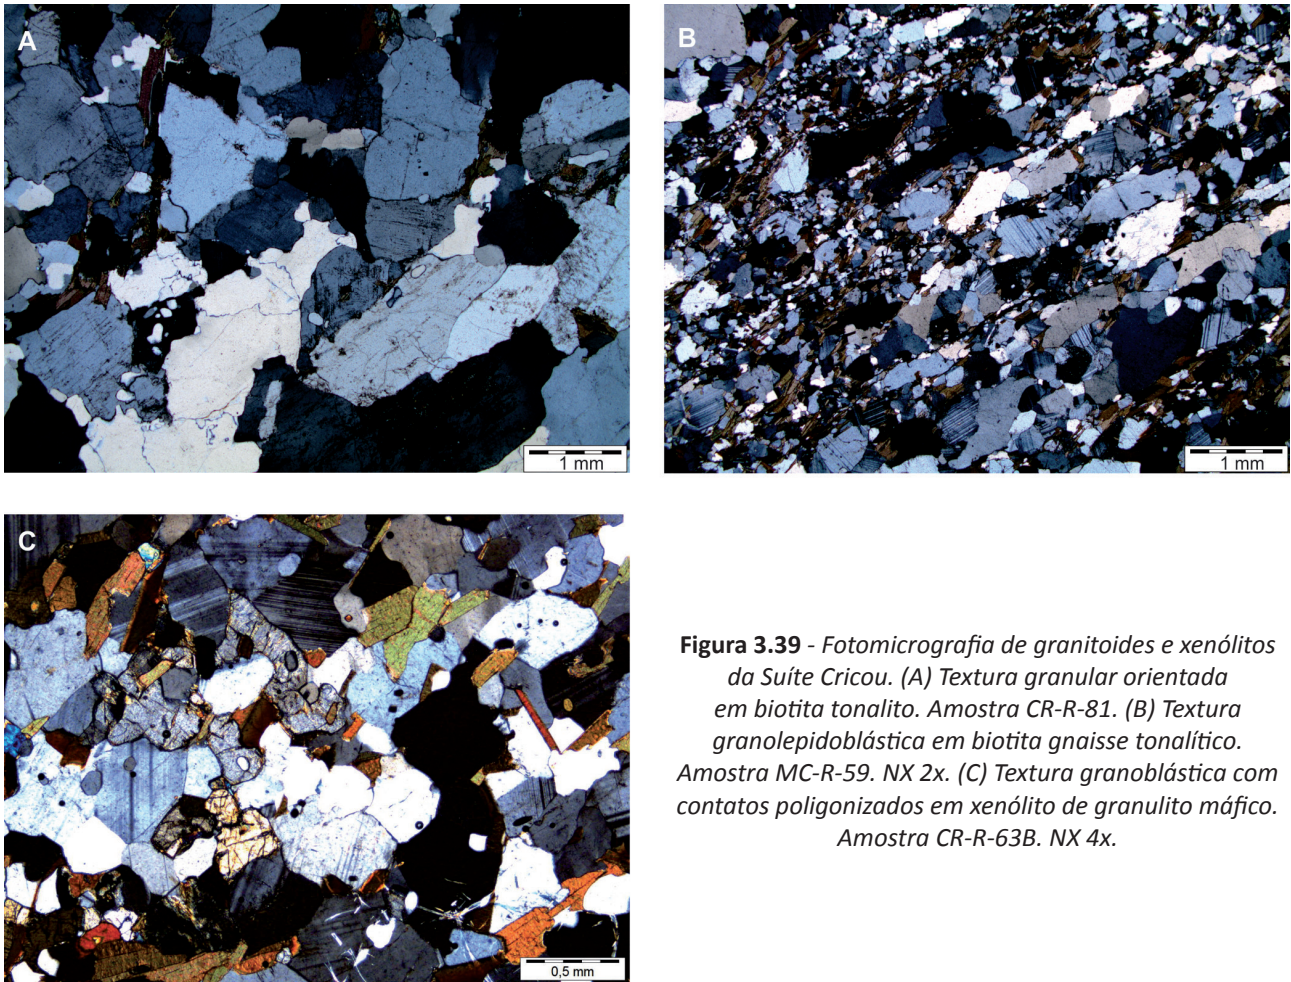 A
B
1 mm
1 mm
C
0,5 mm
Figura 3.39 - Fotomicrografia de granitoides e xenólitos
da Suíte Cricou. (A) Textura granular orientada
em biotita tonalito. Amostra CR-R-81. (B) Textura
granolepidoblástica em biotita gnaisse tonalítico.
Amostra MC-R-59. NX 2x. (C) Textura granoblástica com
contatos poligonizados em xenólito de granulito máfico.
Amostra CR-R-63B. NX 4x.